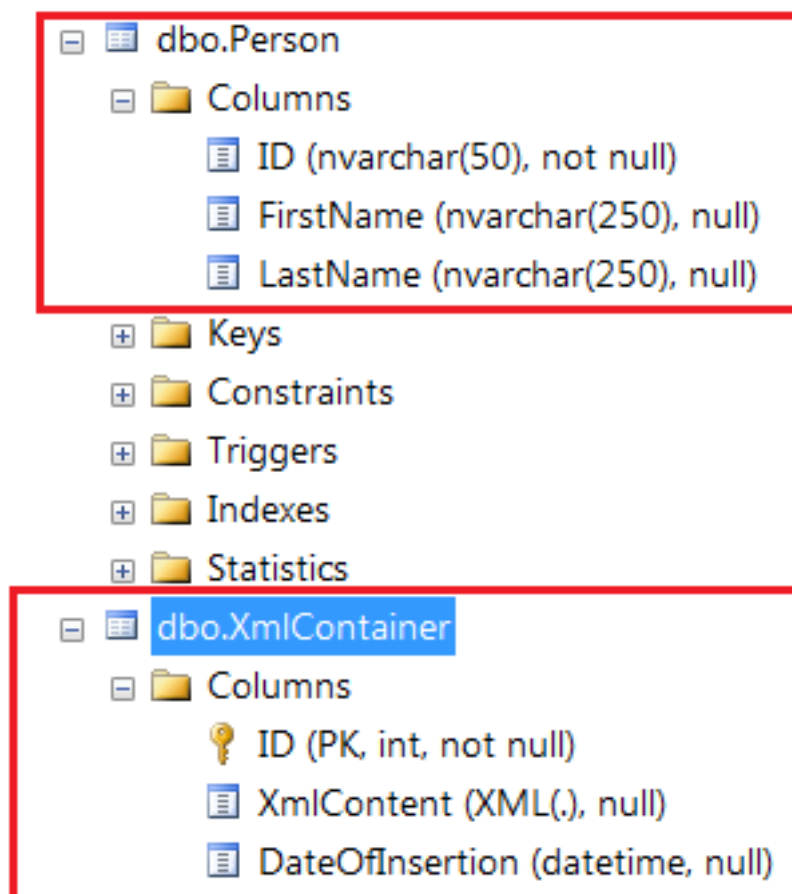 dbo.Person
Columns
ID (nvarchar(50), not null)
FirstName (nvarchar(250), null)
LastName (nvarchar(250), null)
Keys
Constraints
Triggers
Indexes
Statistics
dbo.XmlContainer
Columns
ID (PK, int, not null)
XmlContent (XML(.), null)
DateOfInsertion (datetime, null)